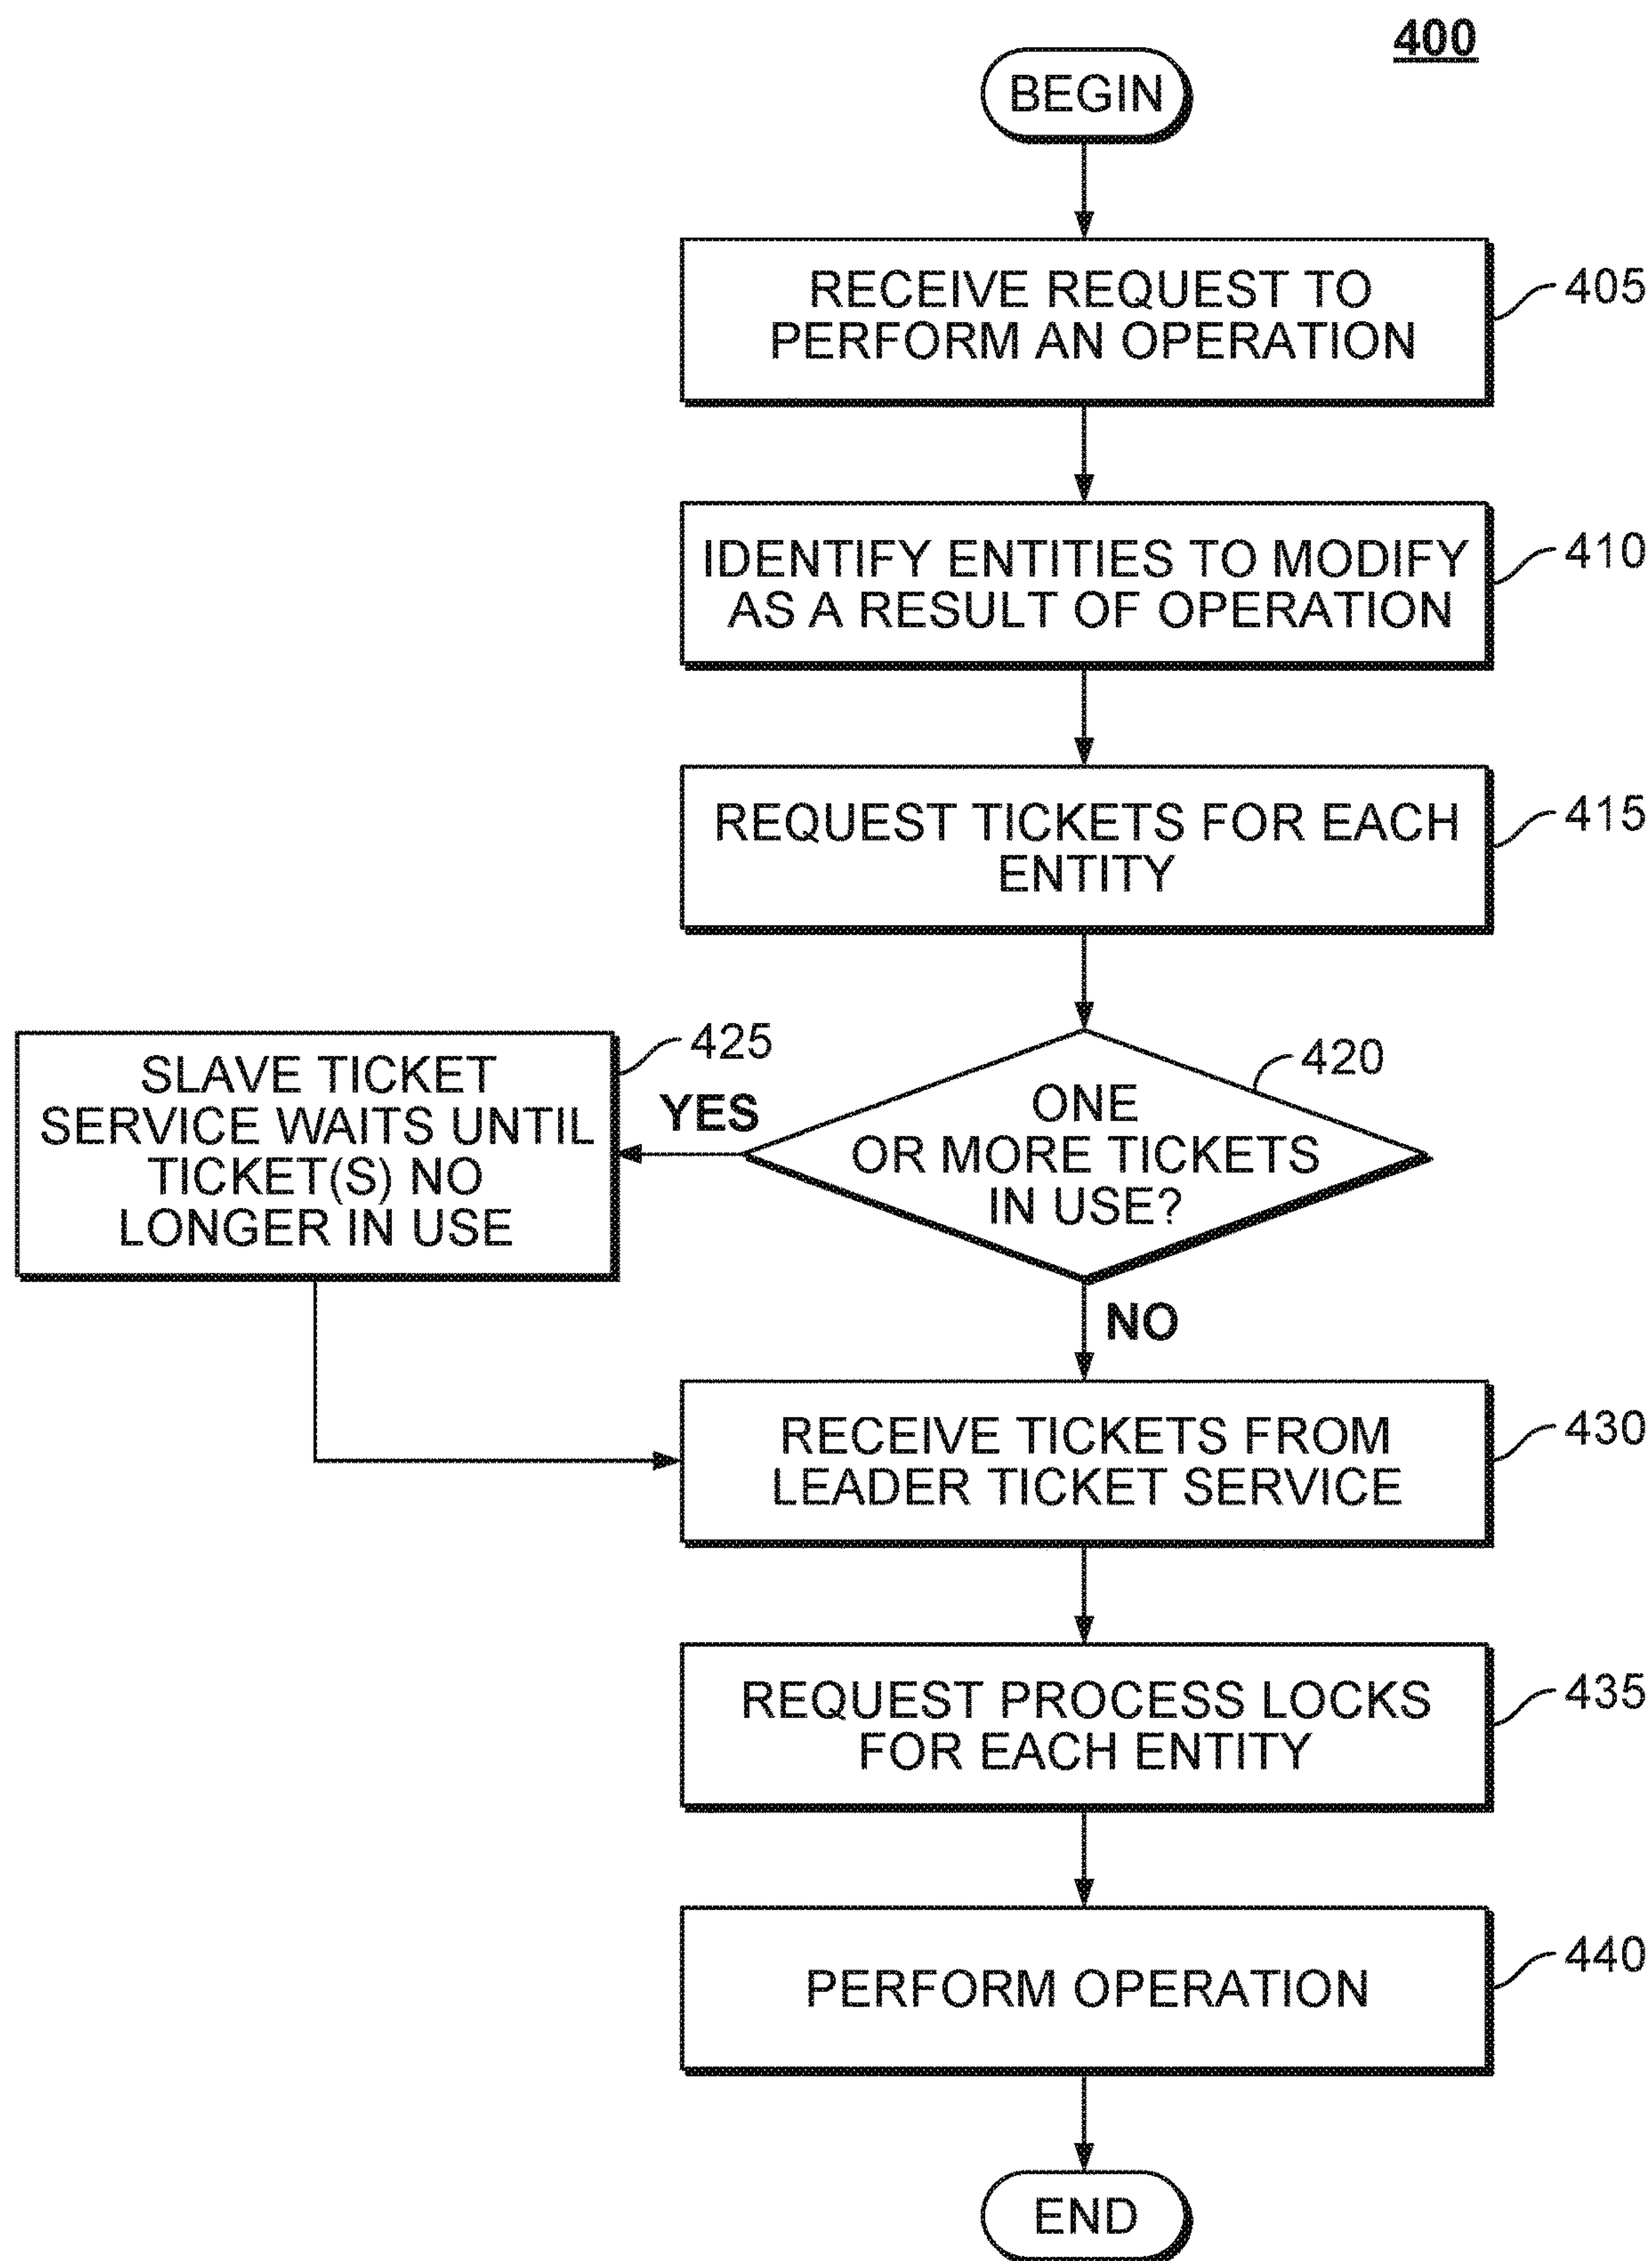 400
BEGIN
RECEIVE REQUEST TO
PERFORM AN OPERATION
405
IDENTIFY ENTITIES TO MODIFY
AS A RESULT OF OPERATION
410
REQUEST TICKETS FOR EACH
ENTITY
415
ONE
OR MORE TICKETS
IN USE?
420
YES
SLAVE TICKET
SERVICE WAITS UNTIL
TICKET(S) NO
LONGER IN USE
425
NO
RECEIVE TICKETS FROM
LEADER TICKET SERVICE
430
REQUEST PROCESS LOCKS
FOR EACH ENTITY
435
PERFORM OPERATION
440
END